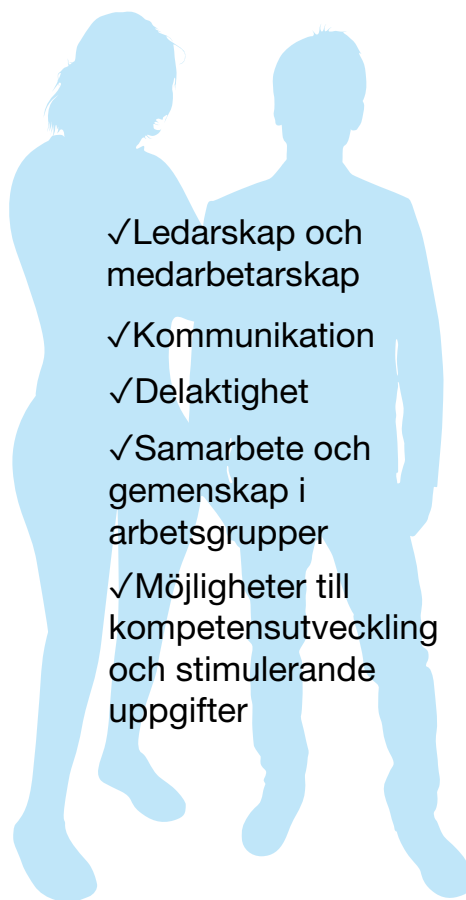 ✓Ledarskap och
medarbetarskap
✓Kommunikation
✓Delaktighet
✓Samarbete och
gemenskap i
arbetsgrupper
✓Möjligheter till
kompetensutveckling
och stimulerande
uppgifter